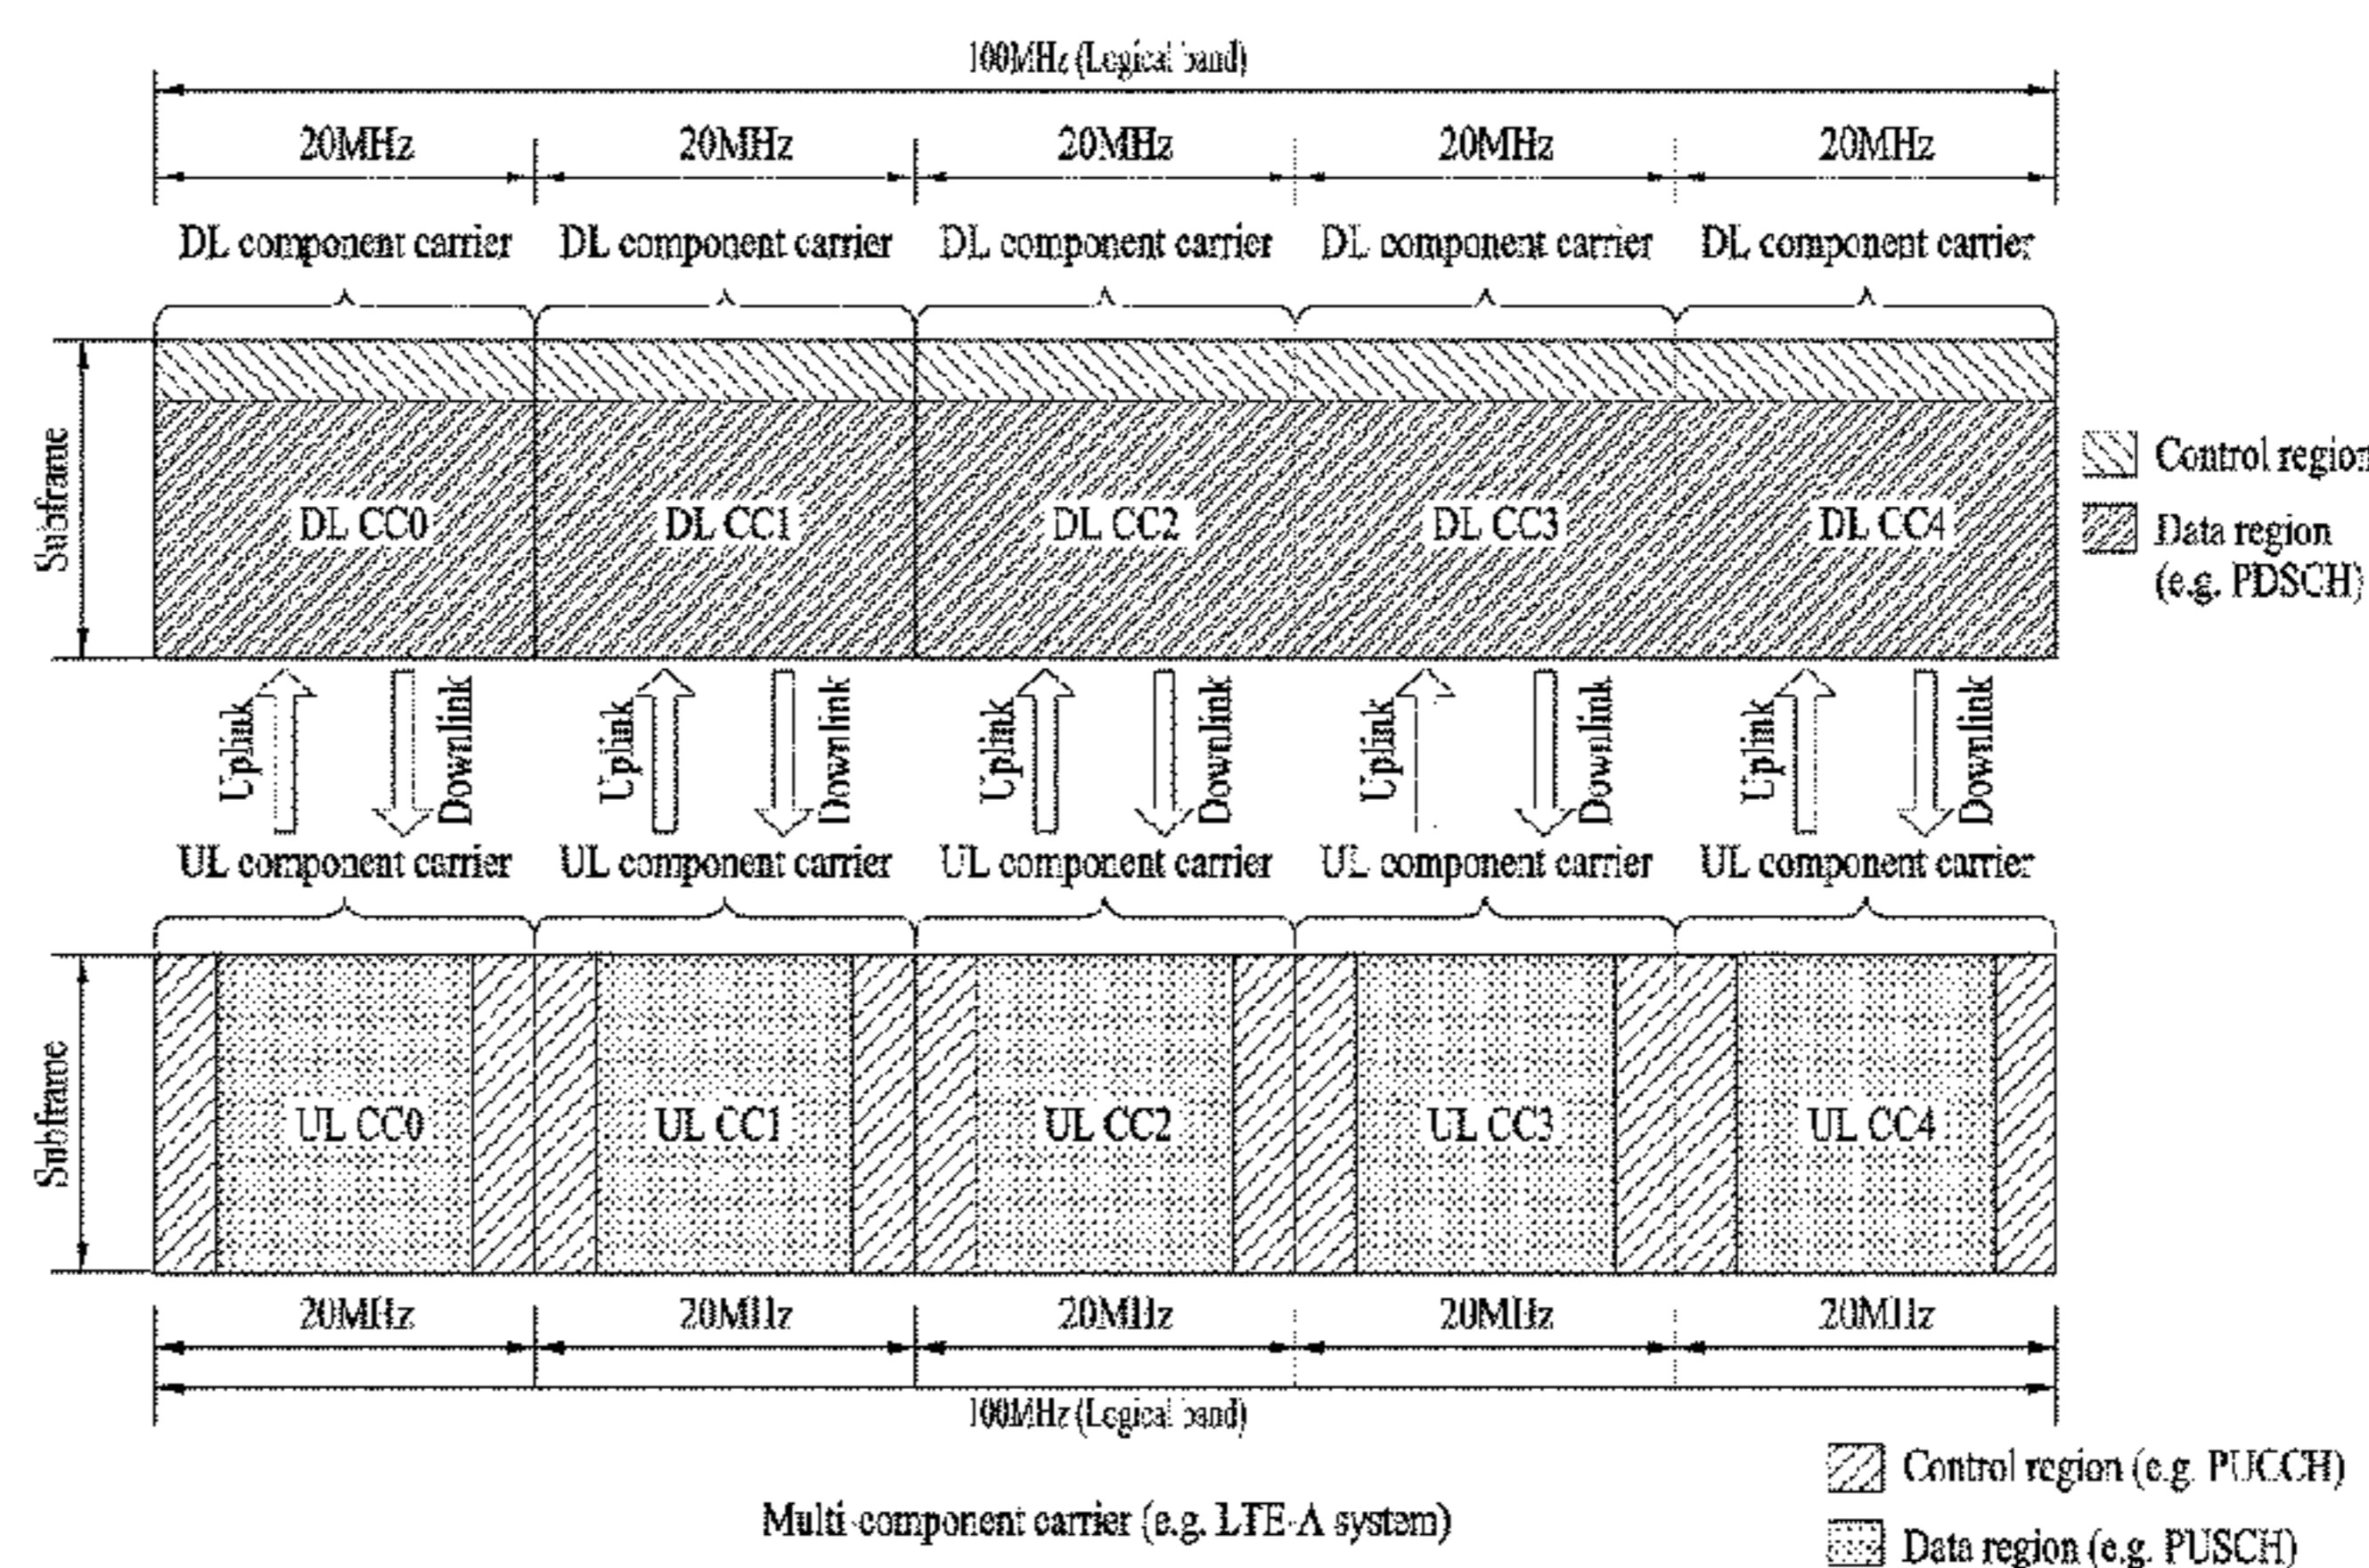 100MHz (Logical band)
20MHz 20MHz 20MHz 20MHz 20MHz
DL component carrier DL component carrier DL component carrier DL component carrier DL component carrier
Subframe
DL CC0 DL CC1 DL CC2 DL CC3 DL CC4
Control region
Data region
(e.g. PDSCH)
Uplink Downlink Uplink Downlink Uplink Downlink Uplink Downlink Uplink Downlink
UL component carrier UL component carrier UL component carrier UL component carrier UL component carrier
Subframe
UL CC0 UL CC1 UL CC2 UL CC3 UL CC4
20MHz 20MHz 20MHz 20MHz 20MHz
100MHz (Logical band)
Control region (e.g. PUCCH)
Multi-component carrier (e.g. LTE-A system)
Data region (e.g. PUSCH)